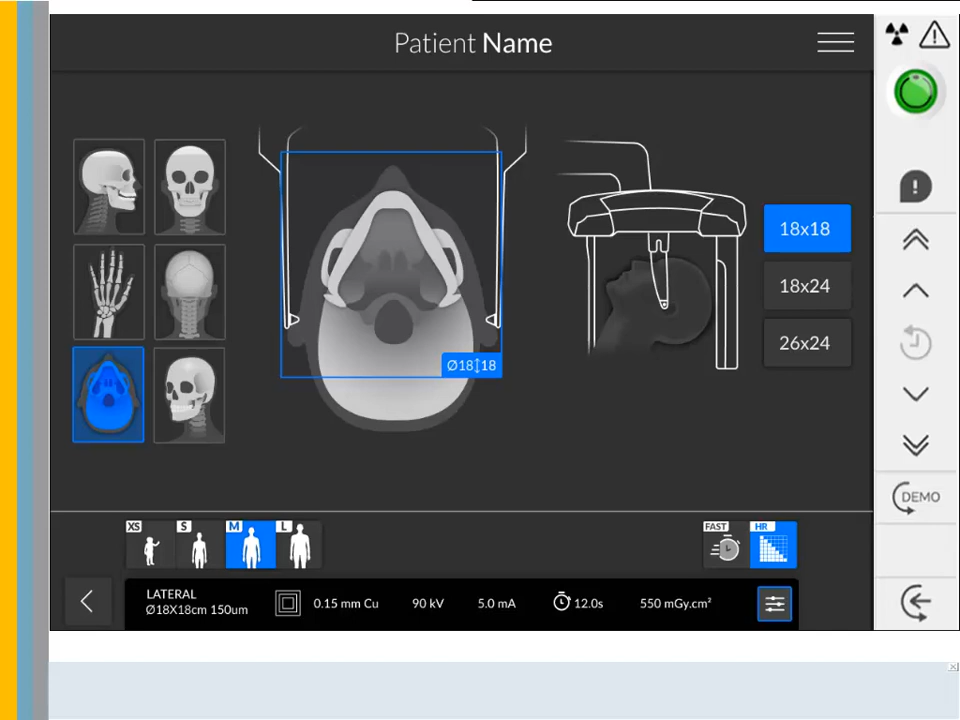 Patient Name
18x18
18x24
26x24
Ø18↕18
XS
S
M
L
FAST
HR
DEMO
LATERAL
Ø18X18cm 150um
0.15 mm Cu
90 kV
5.0 mA
12.0s
550 mGy.cm²